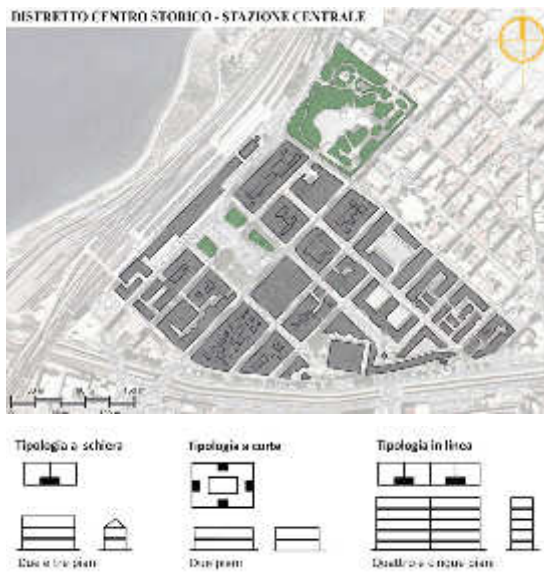 DISTRETTO CENTRO STORICO - STAZIONE CENTRALE
Tipologia a schiera
Tipologia a corte
Tipologia in linea
Due e tre piani
Due piani
Quattro e cinque piani